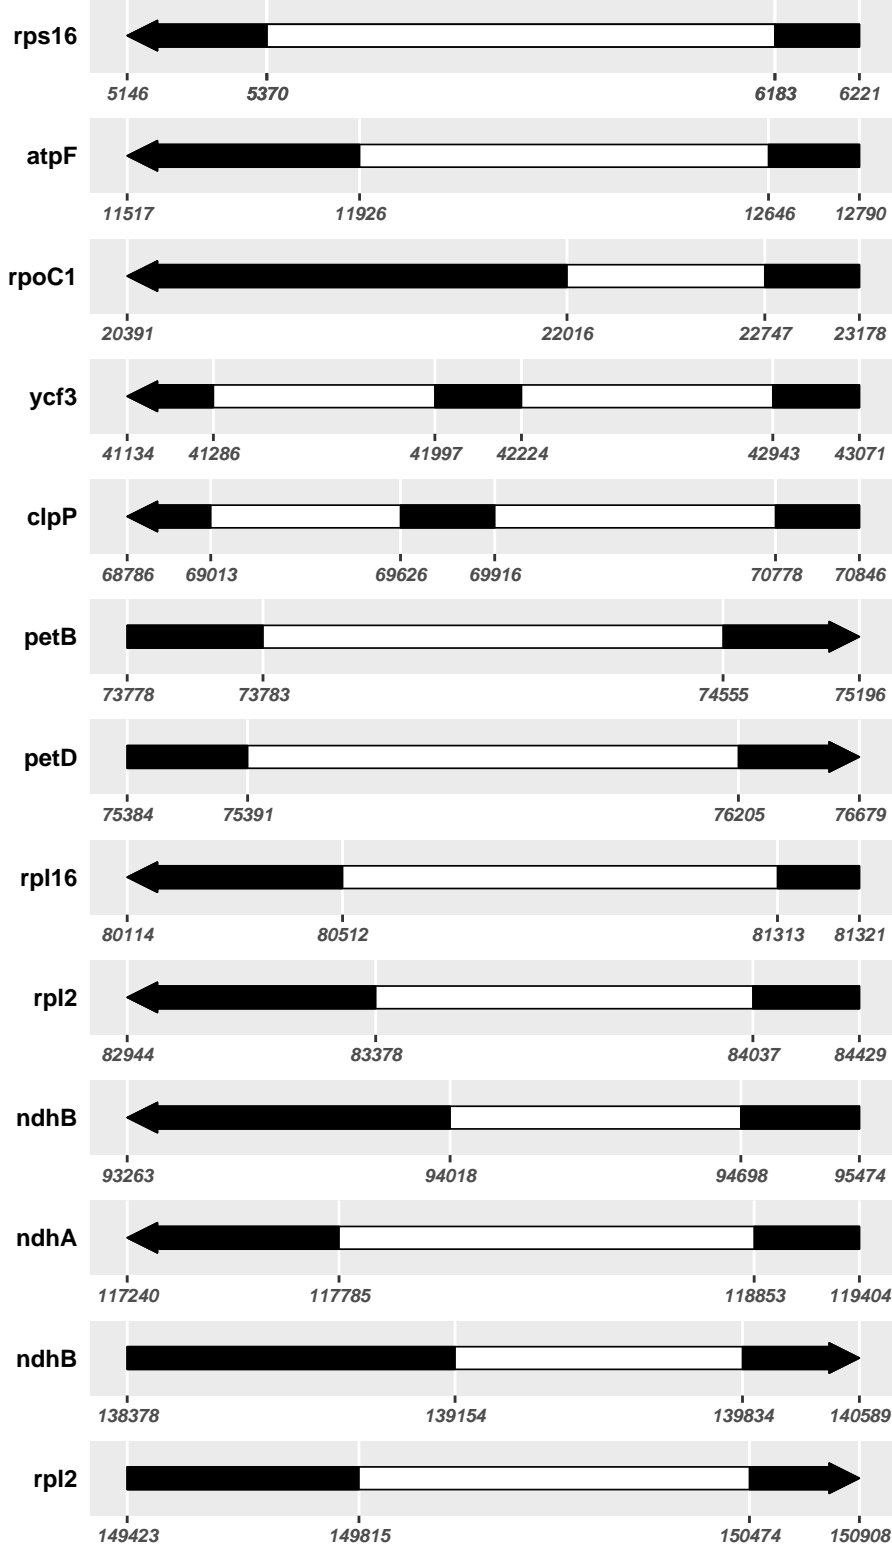 rps16
5146 5370 6183 6221
atpF
11517 11926 12646 12790
rpoC1
20391 22016 22747 23178
ycf3
41134 41286 41997 42224 42943 43071
clpP
68786 69013 69626 69916 70778 70846
petB
73778 73783 74555 75196
petD
75384 75391 76205 76679
rpl16
80114 80512 81313 81321
rpl2
82944 83378 84037 84429
ndhB
93263 94018 94698 95474
ndhA
117240 117785 118853 119404
ndhB
138378 139154 139834 140589
rpl2
149423 149815 150474 150908